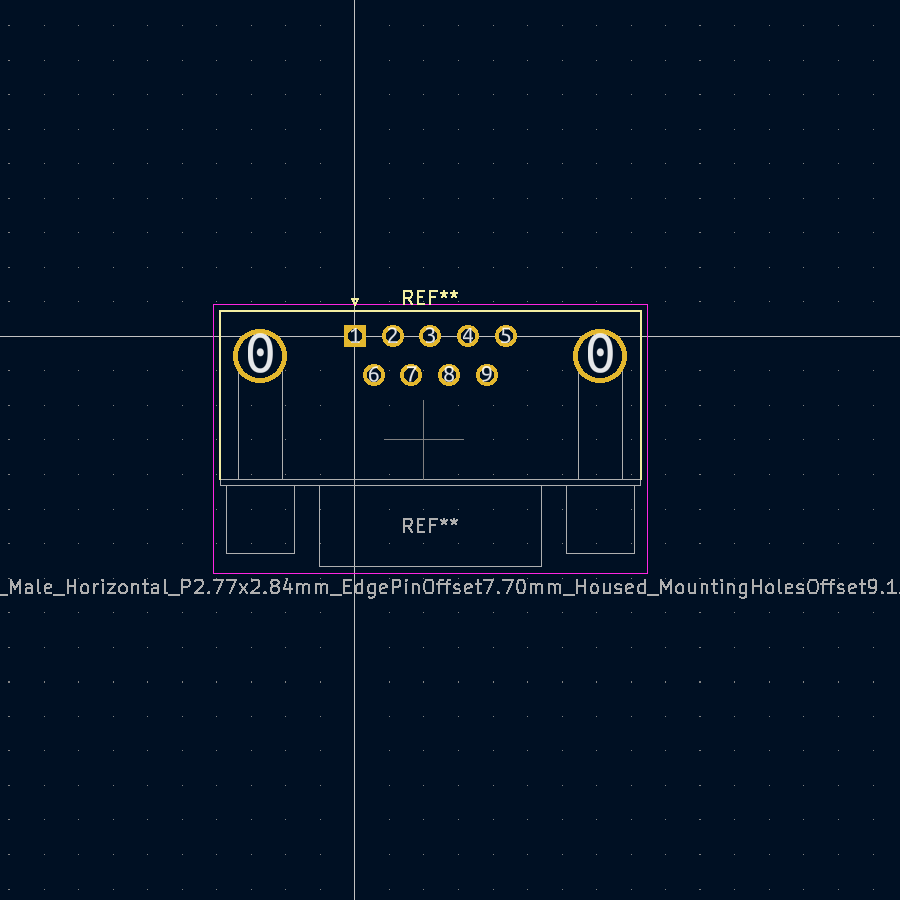 REF**
1 2 3 4 5
0 0
6 7 8 9
REF**
_Male_Horizontal_P2.77x2.84mm_EdgePinOffset7.70mm_Housed_MountingHolesOffset9.1